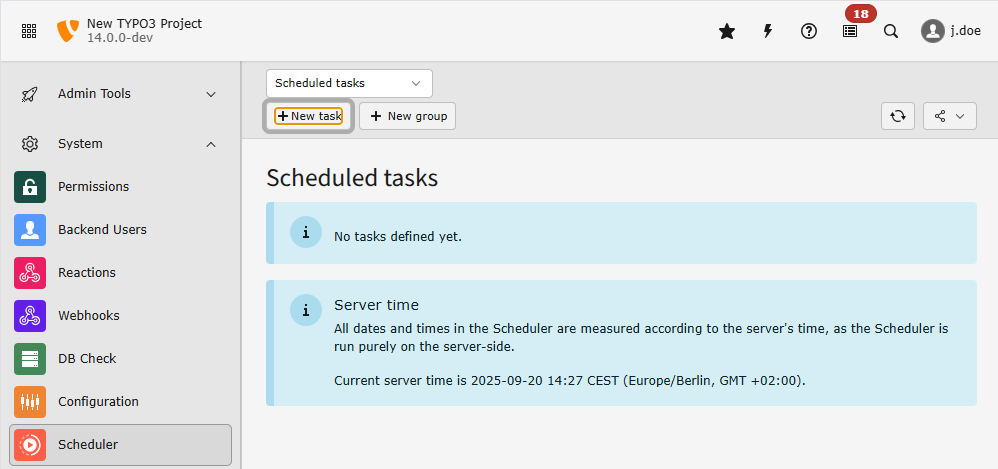 New TYPO3 Project
14.0.0-dev
18
j.doe
Admin Tools
System
Permissions
Backend Users
Reactions
Webhooks
DB Check
Configuration
Scheduler
Scheduled tasks
New task
New group
Scheduled tasks
No tasks defined yet.
Server time
All dates and times in the Scheduler are measured according to the server's time, as the Scheduler is
run purely on the server-side.
Current server time is 2025-09-20 14:27 CEST (Europe/Berlin, GMT +02:00).